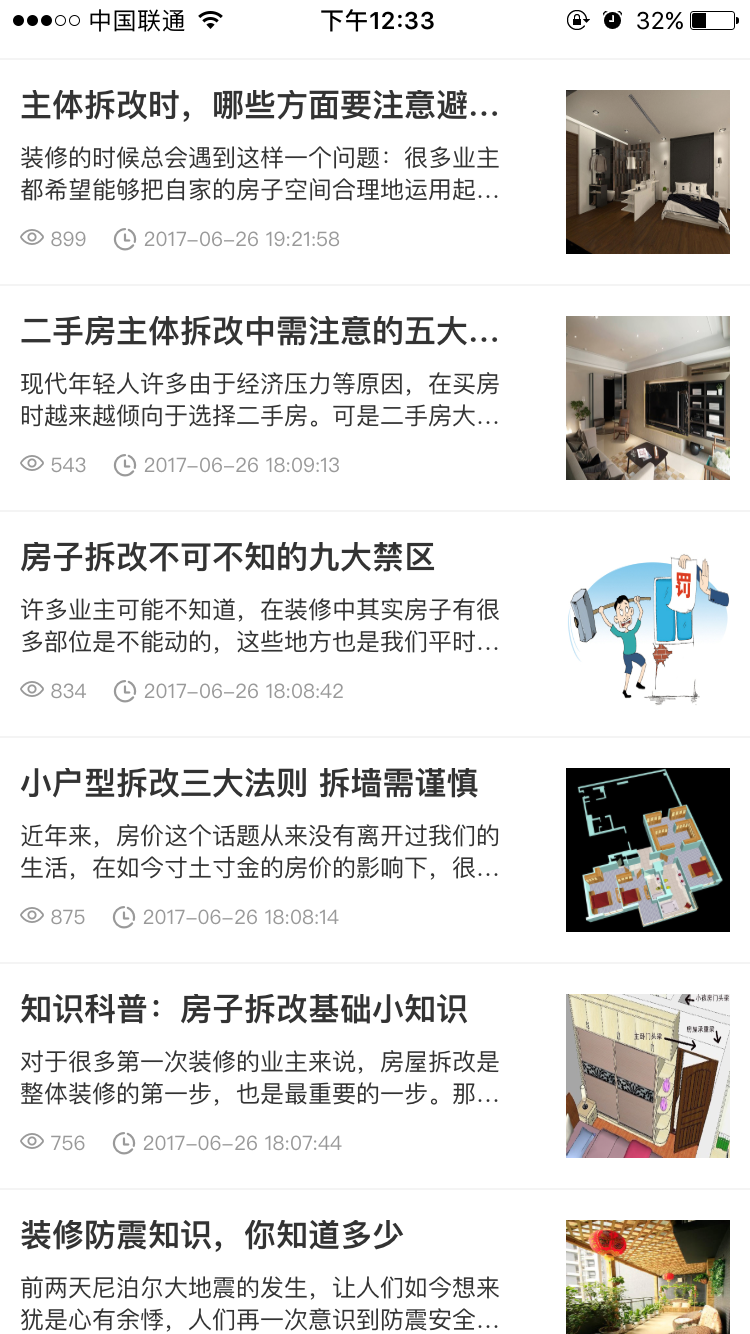 中国联通
下午12:33
32%
主体拆改时，哪些方面要注意避...
装修的时候总会遇到这样一个问题：很多业主
都希望能够把自家的房子空间合理地运用起...
899 2017-06-26 19:21:58
二手房主体拆改中需注意的五大...
现代年轻人许多由于经济压力等原因，在买房
时越来越倾向于选择二手房。可是二手房大...
543 2017-06-26 18:09:13
房子拆改不可不知的九大禁区
许多业主可能不知道，在装修中其实房子有很
多部位是不能动的，这些地方也是我们平时...
834 2017-06-26 18:08:42
罚
小户型拆改三大法则 拆墙需谨慎
近年来，房价这个话题从来没有离开过我们的
生活，在如今寸土寸金的房价的影响下，很...
875 2017-06-26 18:08:14
知识科普：房子拆改基础小知识
对于很多第一次装修的业主来说，房屋拆改是
整体装修的第一步，也是最重要的一步。那...
756 2017-06-26 18:07:44
小孩房门头梁
房屋承重梁
主卧门头梁
装修防震知识，你知道多少
前两天尼泊尔大地震的发生，让人们如今想来
犹是心有余悸，人们再一次意识到防震安全...